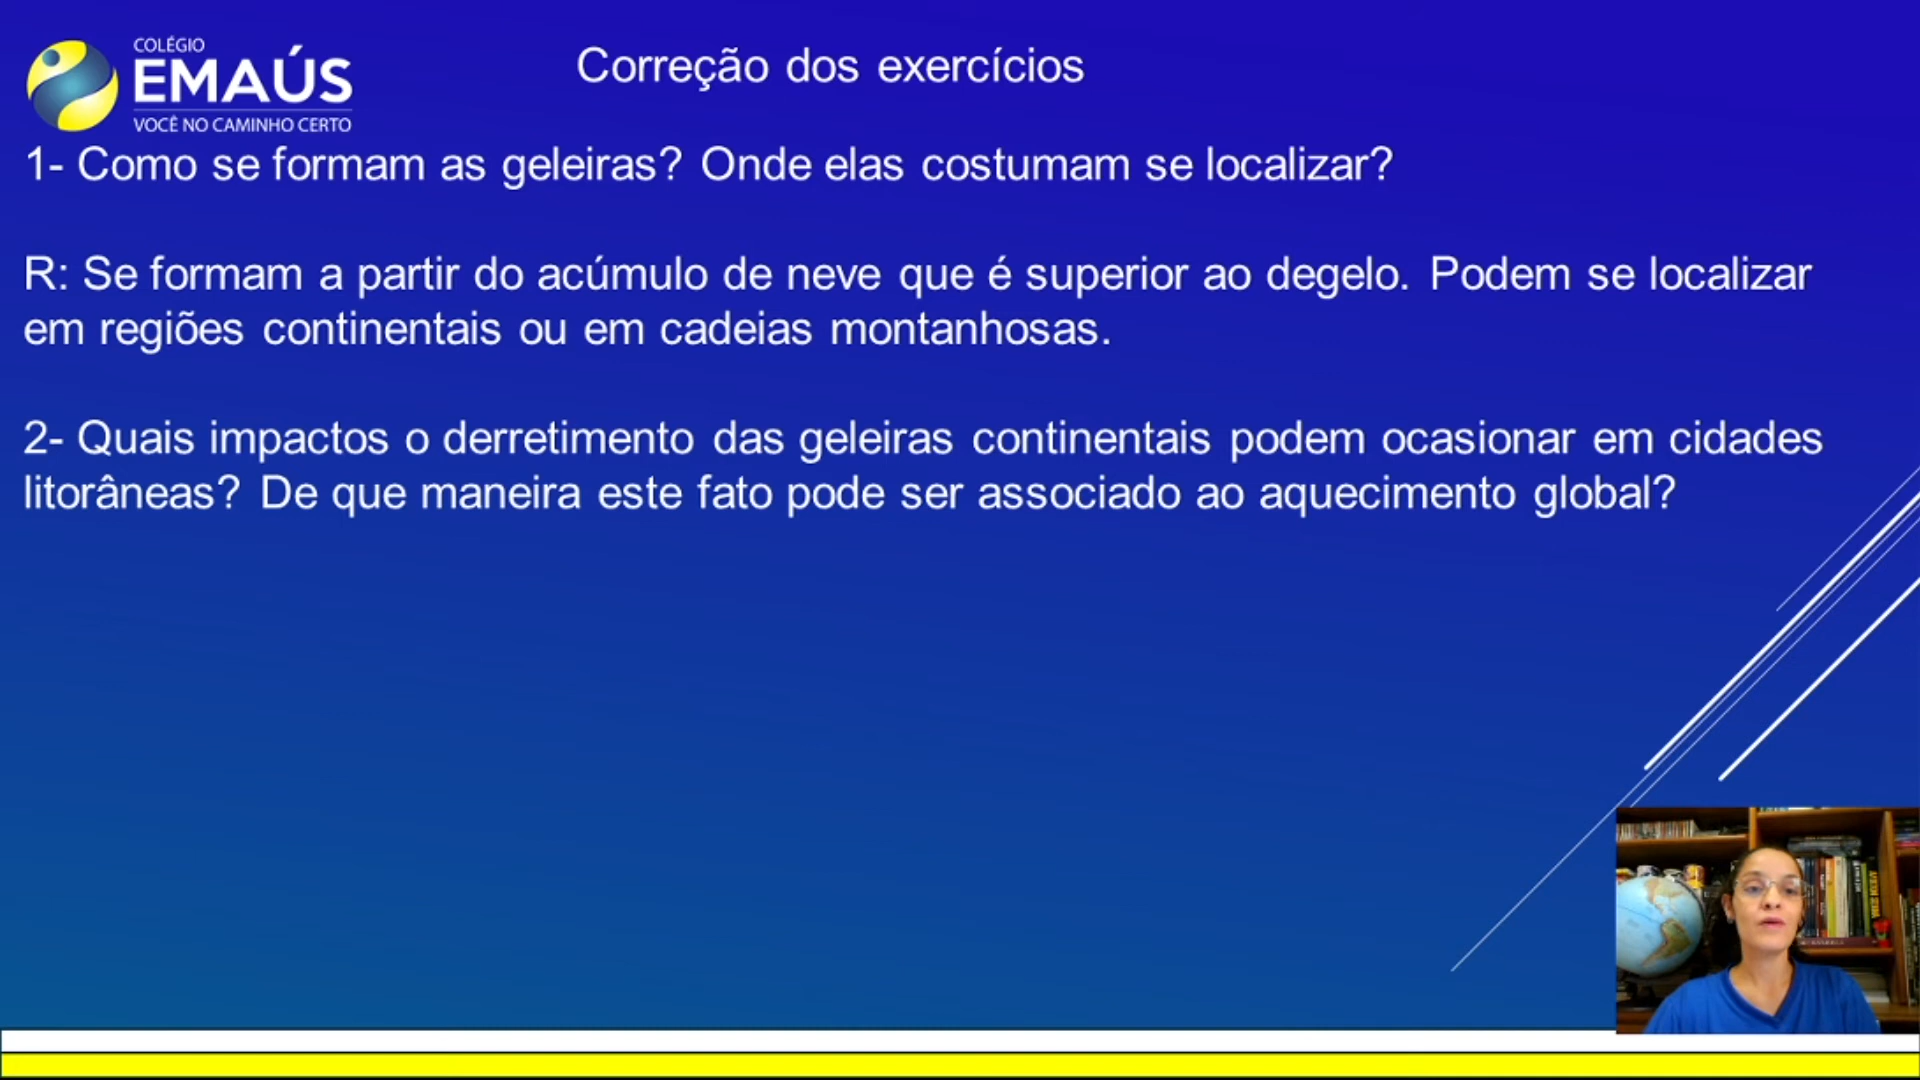 COLÉGIO
EMAÚS
VOCÊ NO CAMINHO CERTO
Correção dos exercícios
1- Como se formam as geleiras? Onde elas costumam se localizar?
R: Se formam a partir do acúmulo de neve que é superior ao degelo. Podem se localizar
em regiões continentais ou em cadeias montanhosas.
2- Quais impactos o derretimento das geleiras continentais podem ocasionar em cidades
litorâneas? De que maneira este fato pode ser associado ao aquecimento global?